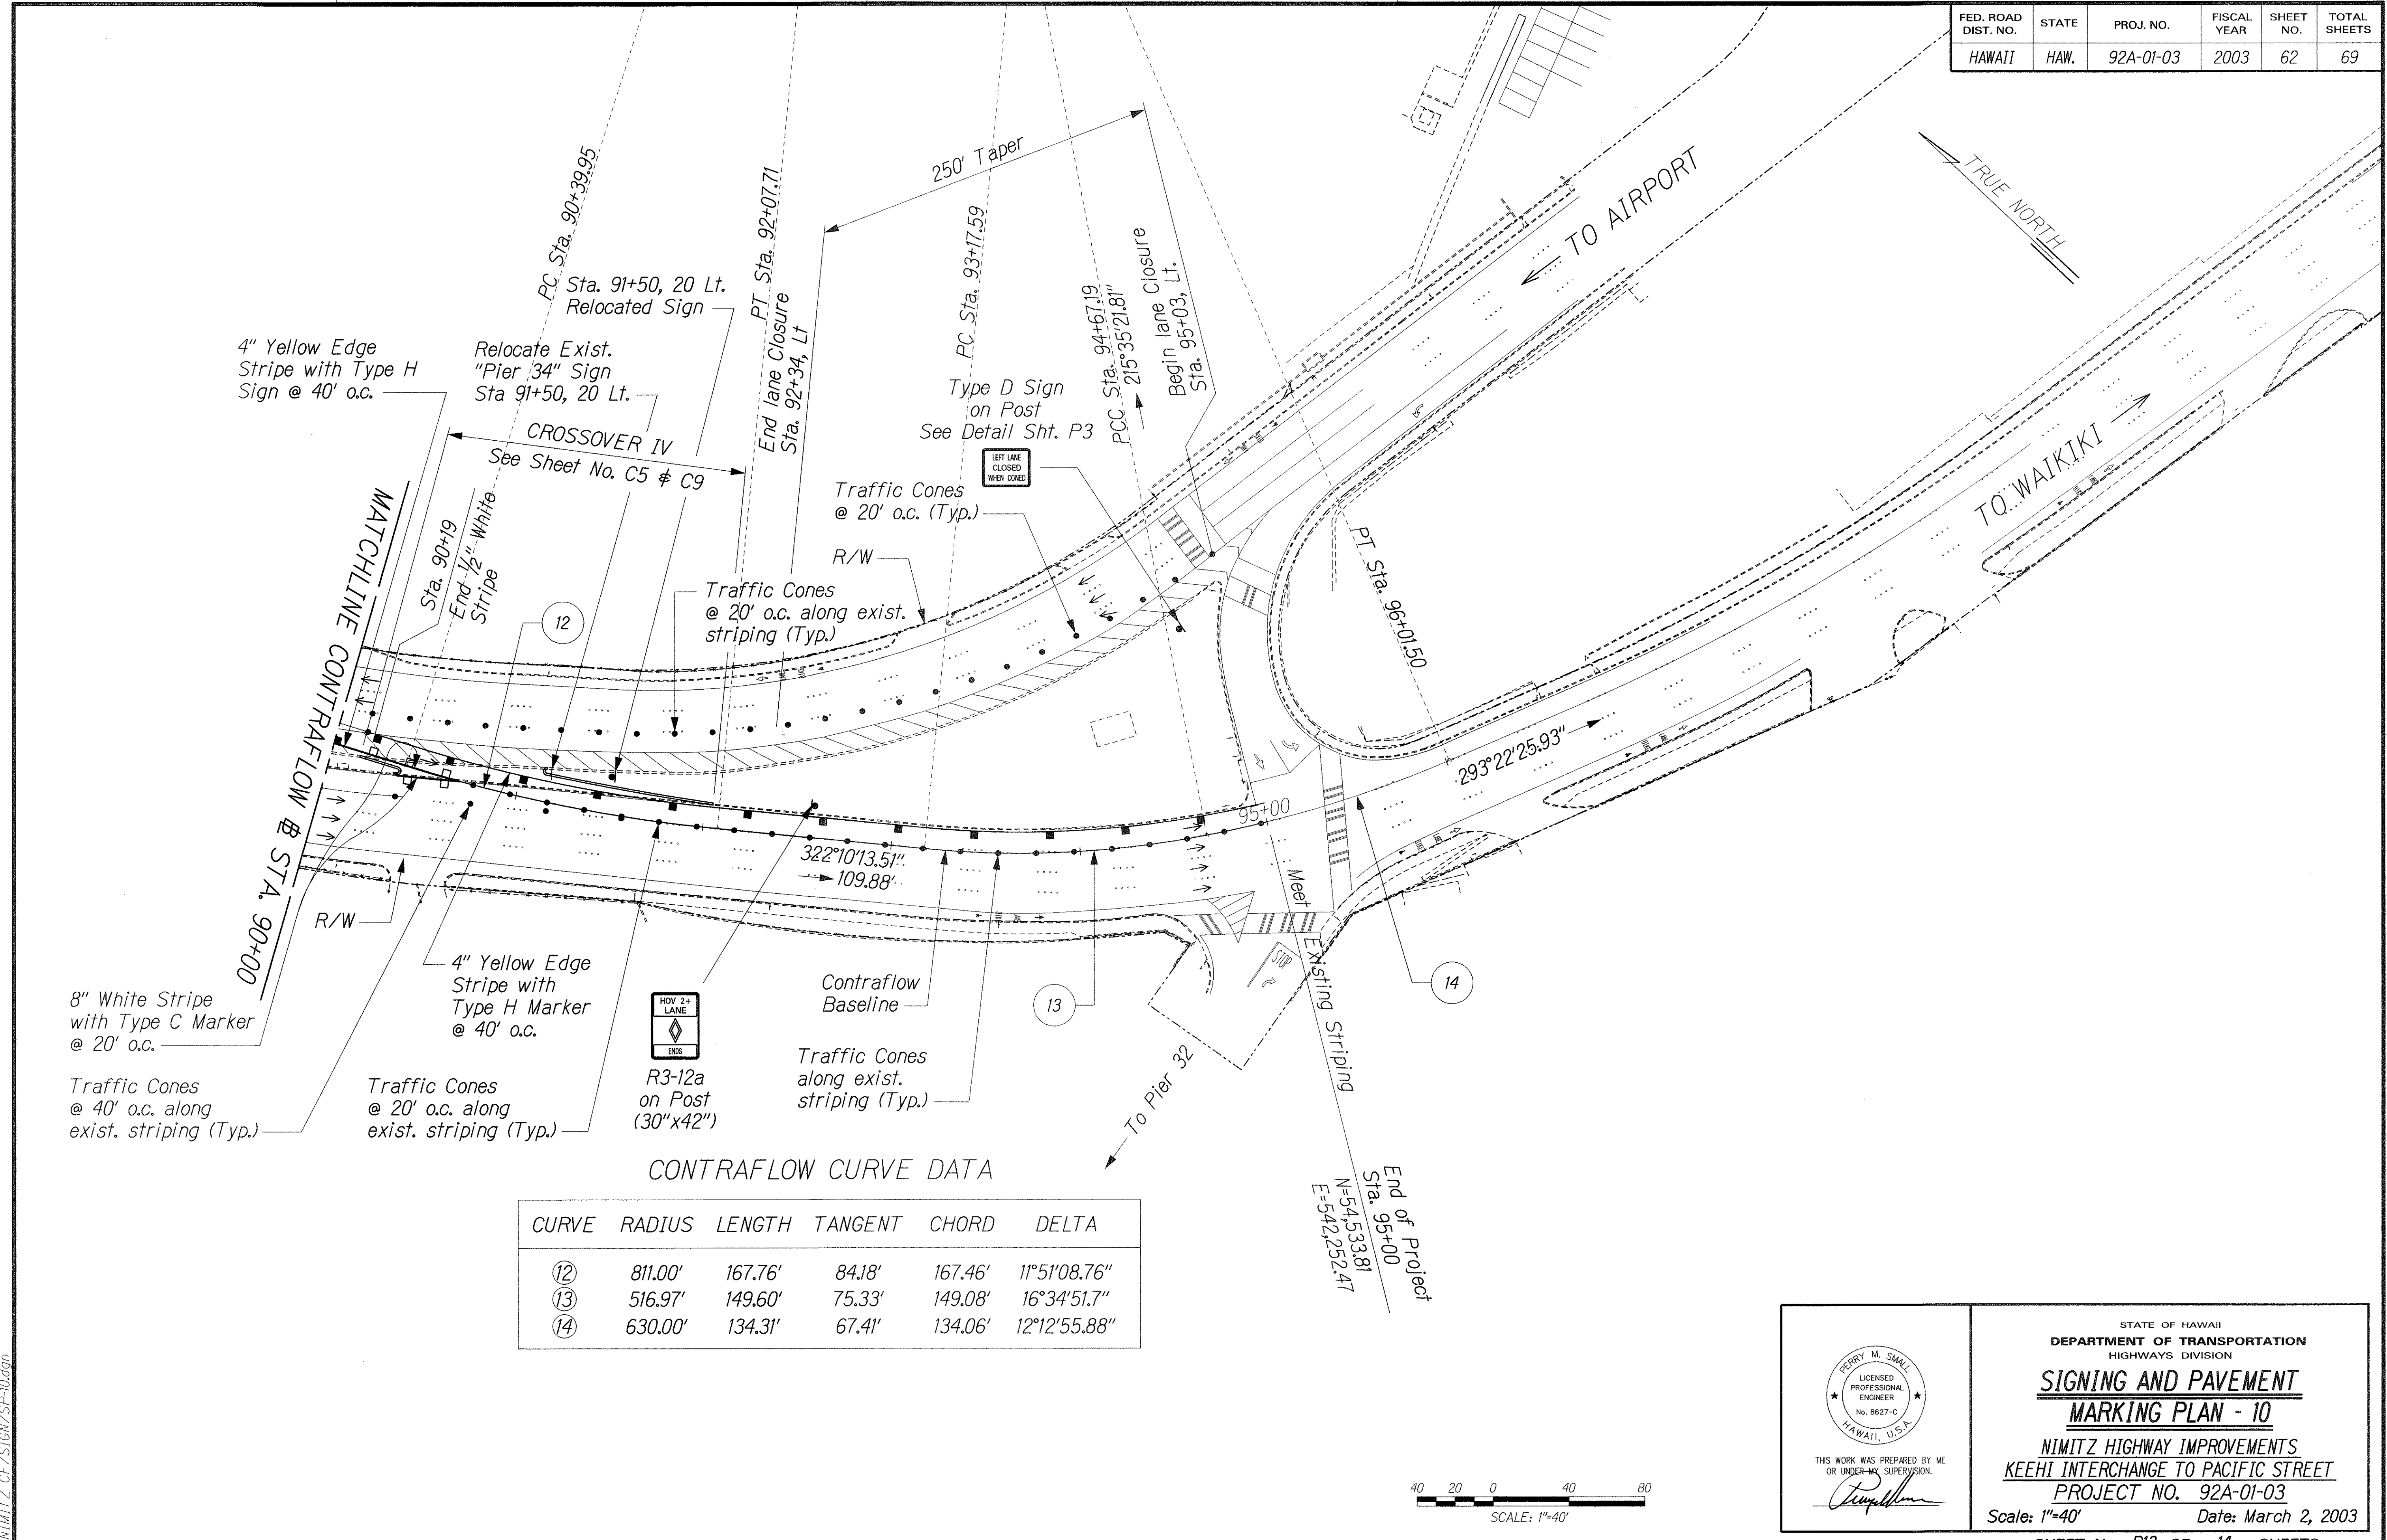 FED. ROAD DIST. NO. STATE PROJ. NO. FISCAL YEAR SHEET NO. TOTAL SHEETS
HAWAII HAW. 92A-01-03 2003 62 69
250' Taper
TO AIRPORT
TRUE NORTH
PC Sta. 90+39.95
PT Sta. 92+07.71
End lane Closure
Sta. 92+34, Lt
PC Sta. 93+17.59
PCC Sta. 94+67.19
215°35'21.81"
Begin lane Closure
Sta. 95+03, Lt.
Sta. 91+50, 20 Lt.
Relocated Sign
4" Yellow Edge
Stripe with Type H
Sign @ 40' o.c.
Relocate Exist.
"Pier 34" Sign
Sta 91+50, 20 Lt.
CROSSOVER IV
See Sheet No. C5 & C9
Type D Sign
on Post
See Detail Sht. P3
LEFT LANE
CLOSED
WHEN CONED
Traffic Cones
@ 20' o.c. (Typ.)
R/W
Traffic Cones
@ 20' o.c. along exist.
striping (Typ.)
TO WAIKIKI
Sta. 90+19
End ½" White
Stripe
12
MATCHLINE CONTRAFLOW B STA. 90+00
PT Sta. 96+01.50
293°22'25.93"
95+00
322°10'13.51"
109.88'
Meet Existing Striping
STOP
R/W
4" Yellow Edge
Stripe with
Type H Marker
@ 40' o.c.
8" White Stripe
with Type C Marker
@ 20' o.c.
Traffic Cones
@ 40' o.c. along
exist. striping (Typ.)
Traffic Cones
@ 20' o.c. along
exist. striping (Typ.)
HOV 2+
LANE
ENDS
R3-12a
on Post
(30"x42")
Contraflow
Baseline
13
14
Traffic Cones
along exist.
striping (Typ.)
To Pier 32
End of Project
Sta. 95+00
N=54,533.81
E=542,252.47
CONTRAFLOW CURVE DATA
CURVE RADIUS LENGTH TANGENT CHORD DELTA
12 811.00' 167.76' 84.18' 167.46' 11°51'08.76"
13 516.97' 149.60' 75.33' 149.08' 16°34'51.7"
14 630.00' 134.31' 67.41' 134.06' 12°12'55.88"
40 20 0 40 80
SCALE: 1"=40'
PERRY M. SMALL
LICENSED
PROFESSIONAL
ENGINEER
No. 8627-C
HAWAII, U.S.A.
THIS WORK WAS PREPARED BY ME
OR UNDER MY SUPERVISION.
STATE OF HAWAII
DEPARTMENT OF TRANSPORTATION
HIGHWAYS DIVISION
SIGNING AND PAVEMENT
MARKING PLAN - 10
NIMITZ HIGHWAY IMPROVEMENTS
KEEHI INTERCHANGE TO PACIFIC STREET
PROJECT NO. 92A-01-03
Scale: 1"=40' Date: March 2, 2003
NIMITZ CF/SIGN/SP-10.dgn